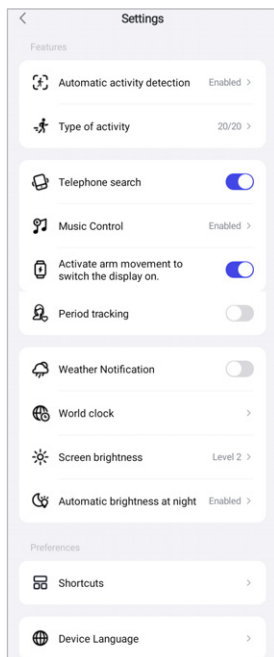 Settings
Features
Automatic activity detection Enabled >
Type of activity 20/20 >
Telephone search
Music Control Enabled >
Activate arm movement to
switch the display on.
Period tracking
Weather Notification
World clock >
Screen brightness Level 2 >
Automatic brightness at night Enabled >
Preferences
Shortcuts >
Device Language >